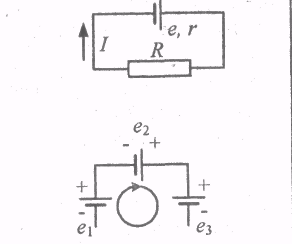 e, r
I
R
e2
- +
+ +
- -
e1 e3